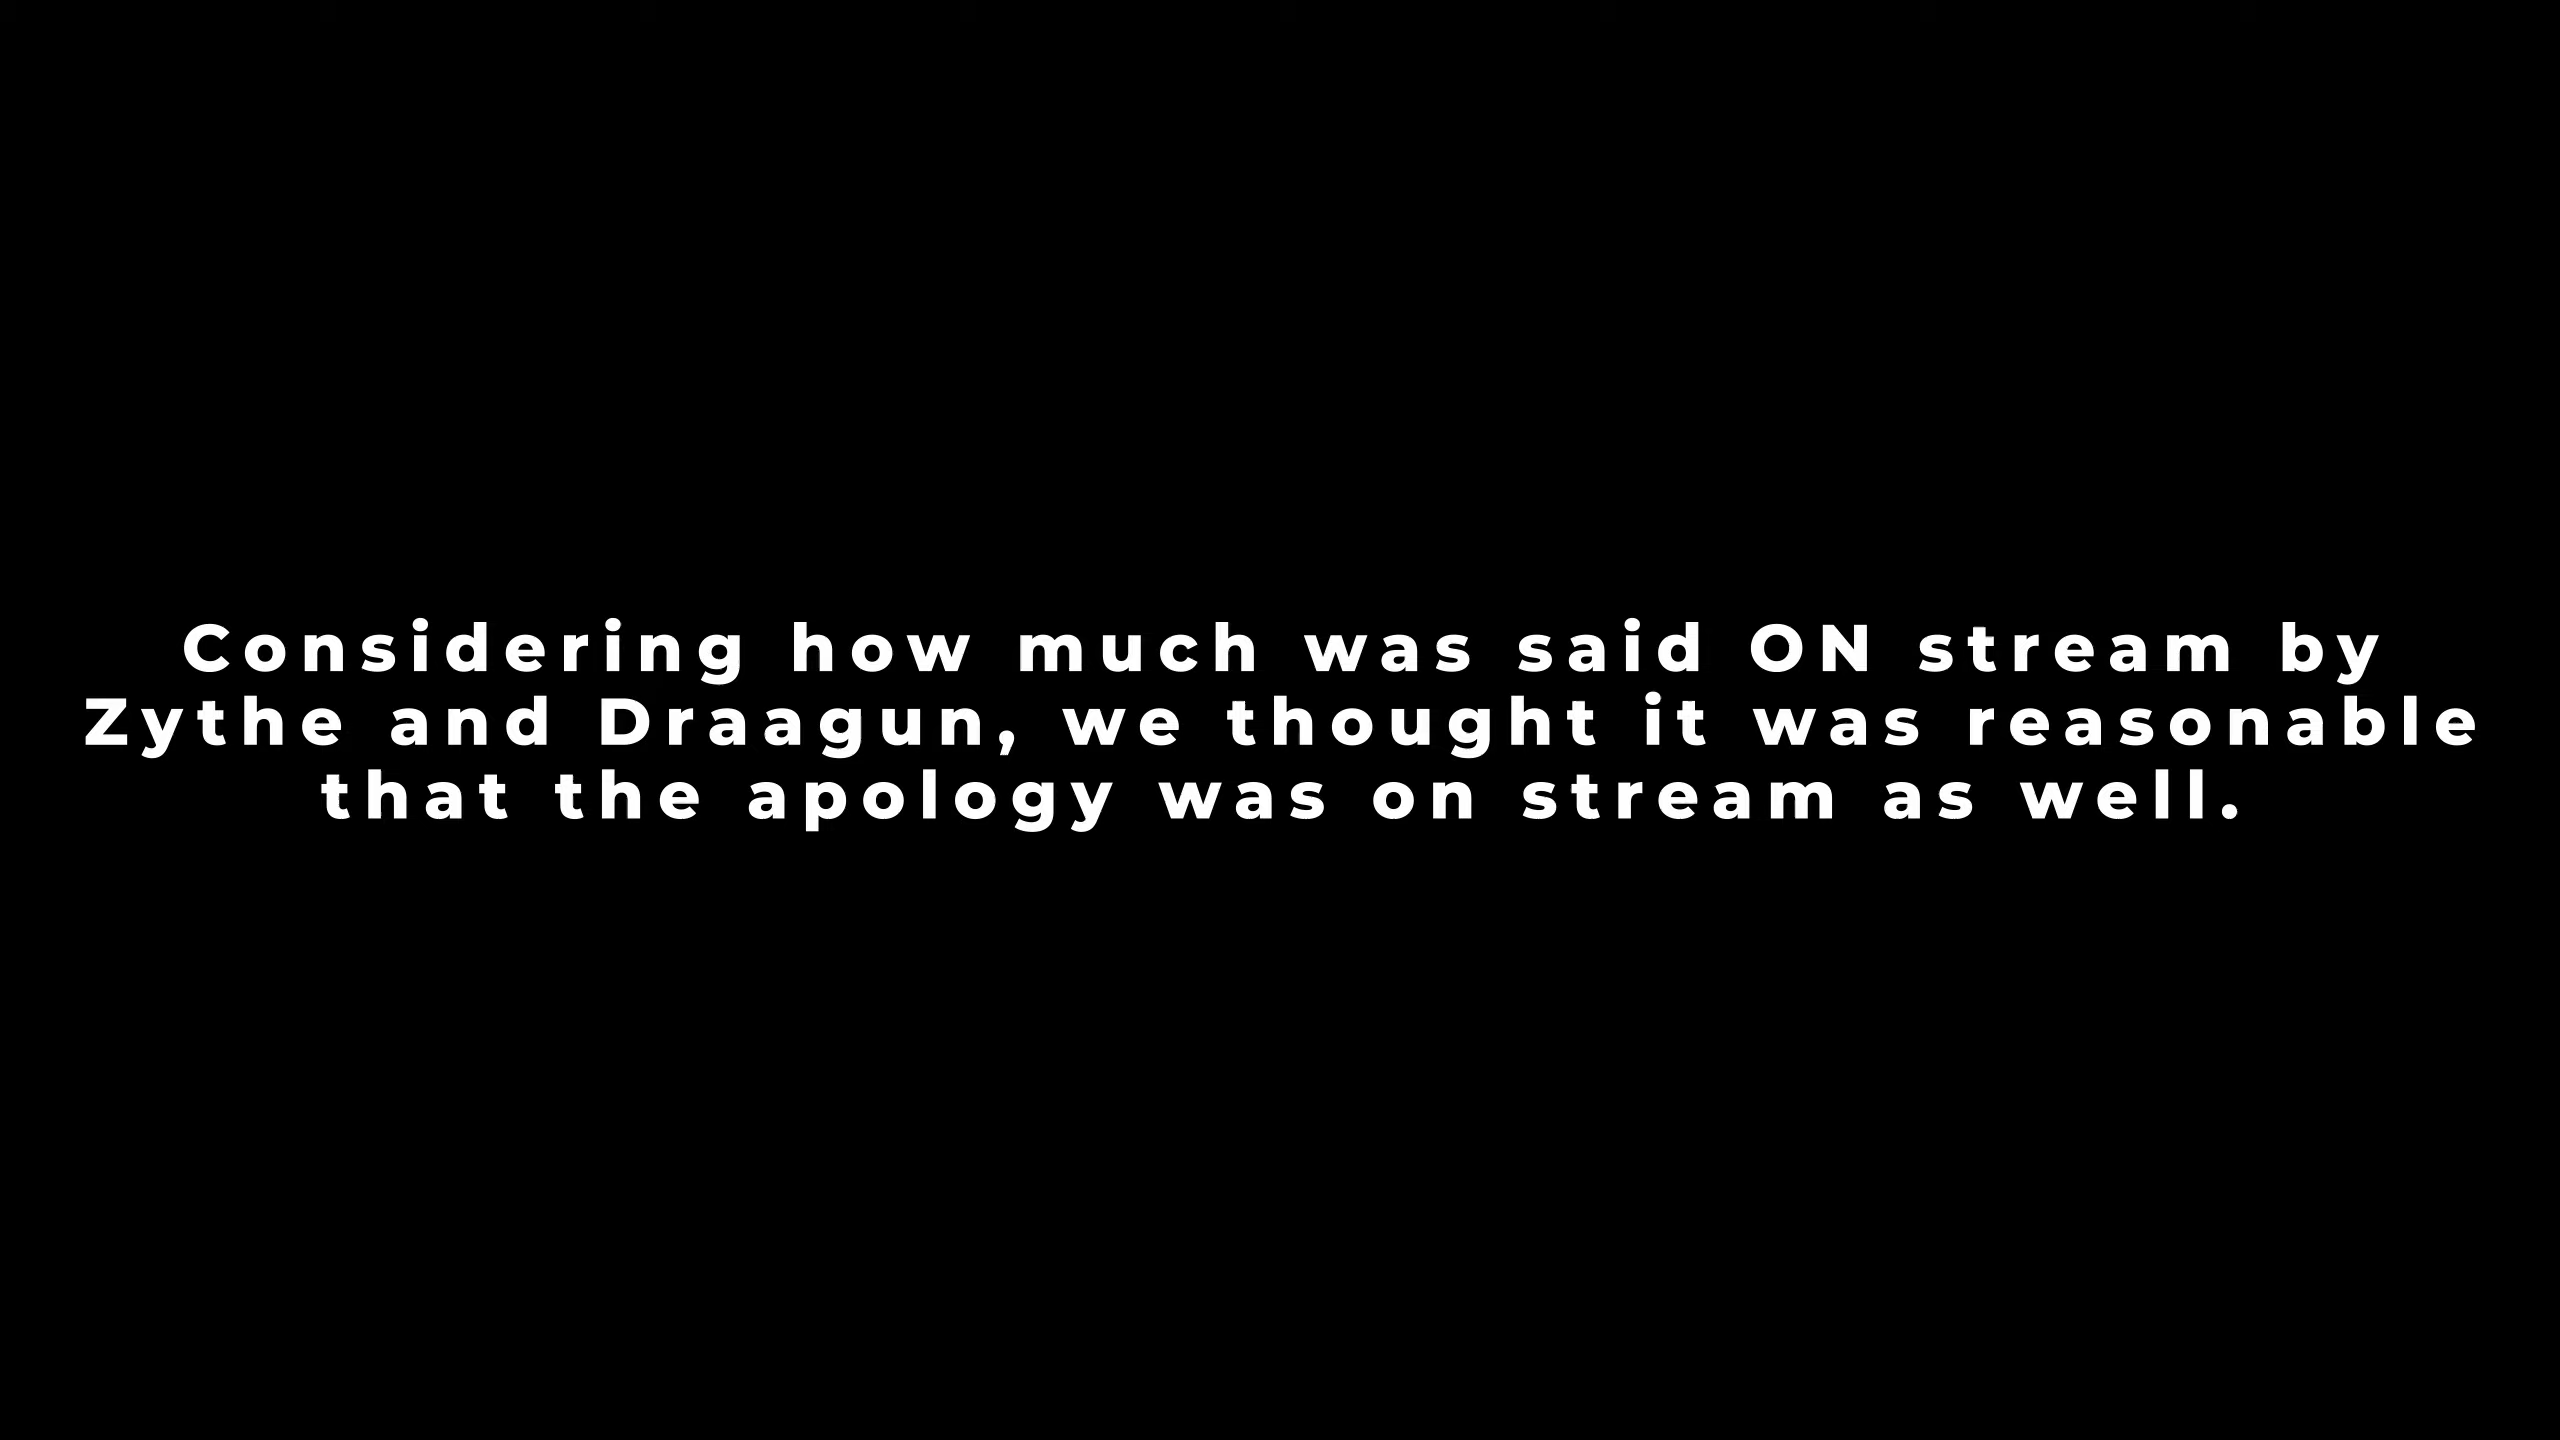 Considering how much was said ON stream by
Zythe and Draagun, we thought it was reasonable
that the apology was on stream as well.